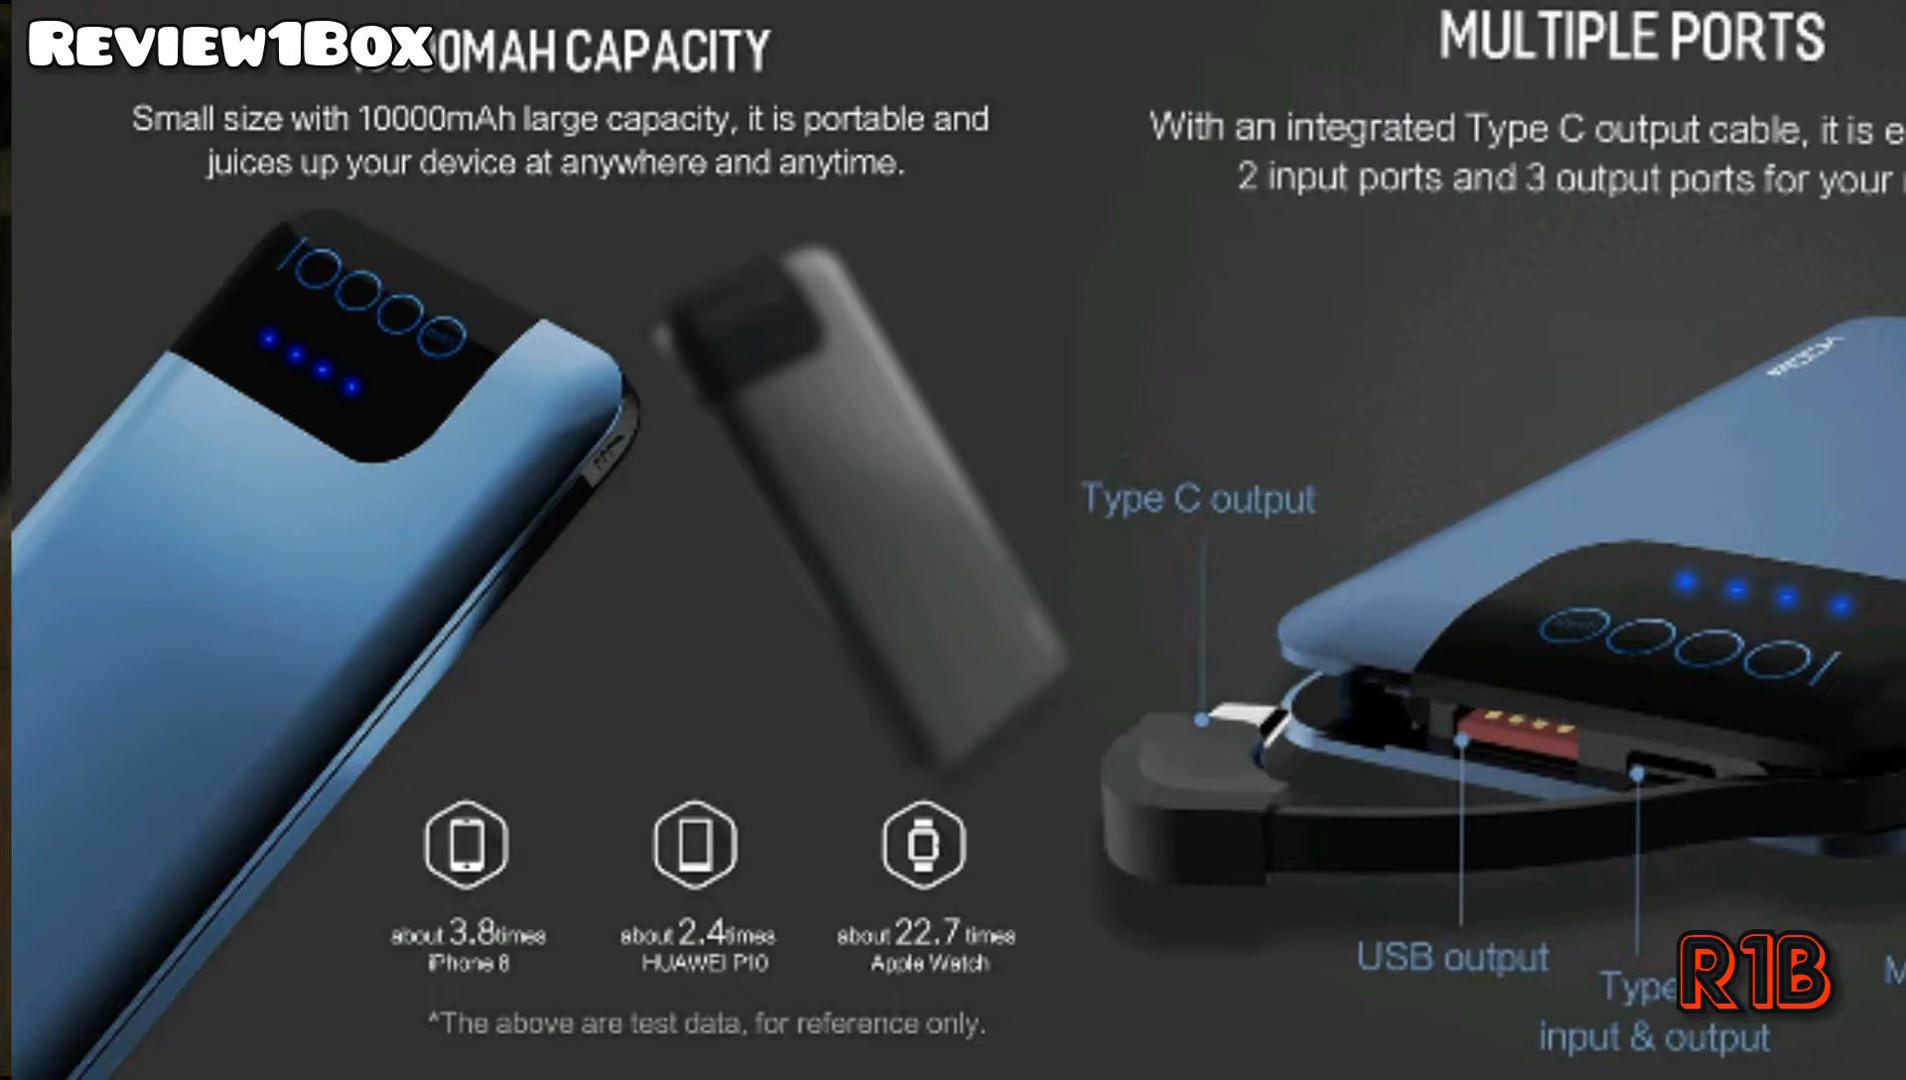 REVIEW1BOX
0MAH CAPACITY
Small size with 10000mAh large capacity, it is portable and
juices up your device at anywhere and anytime.
10000
about 3.8times
iPhone 8
about 2.4times
HUAWEI P10
about 22.7 times
Apple Watch
*The above are test data, for reference only.
MULTIPLE PORTS
With an integrated Type C output cable, it is
2 input ports and 3 output ports for your
Type C output
10000
USB output
Type
input & output
R1B